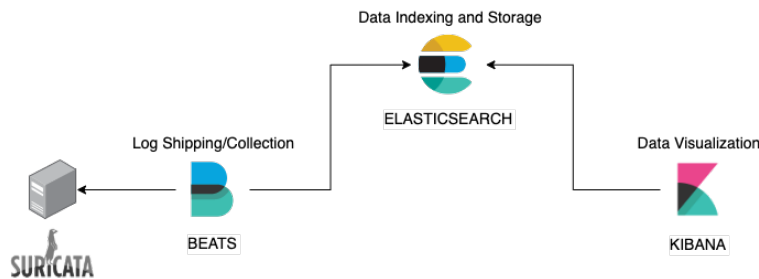 Data Indexing and Storage
ELASTICSEARCH
Log Shipping/Collection
Data Visualization
BEATS
KIBANA
SURICATA